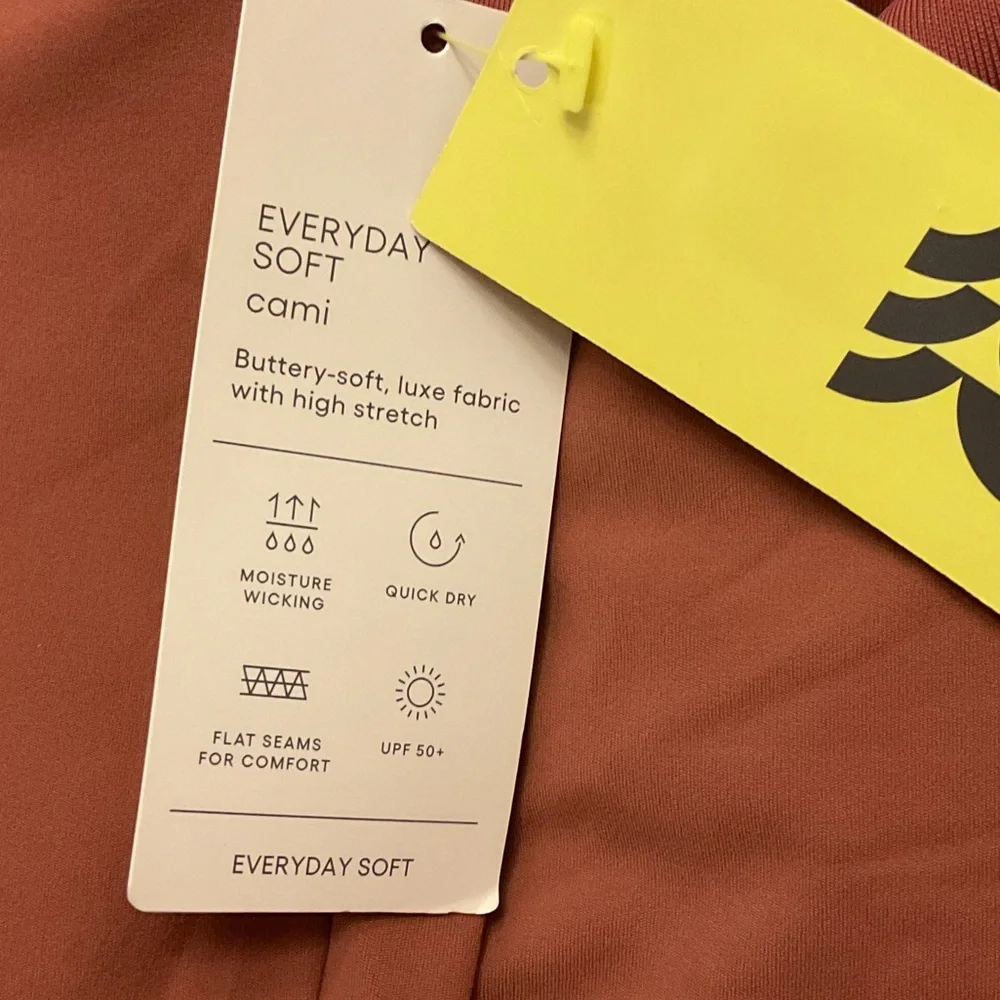 EVERYDAY
SOFT
cami
Buttery-soft, luxe fabric
with high stretch
MOISTURE
WICKING
QUICK DRY
FLAT SEAMS
FOR COMFORT
UPF 50+
EVERYDAY SOFT